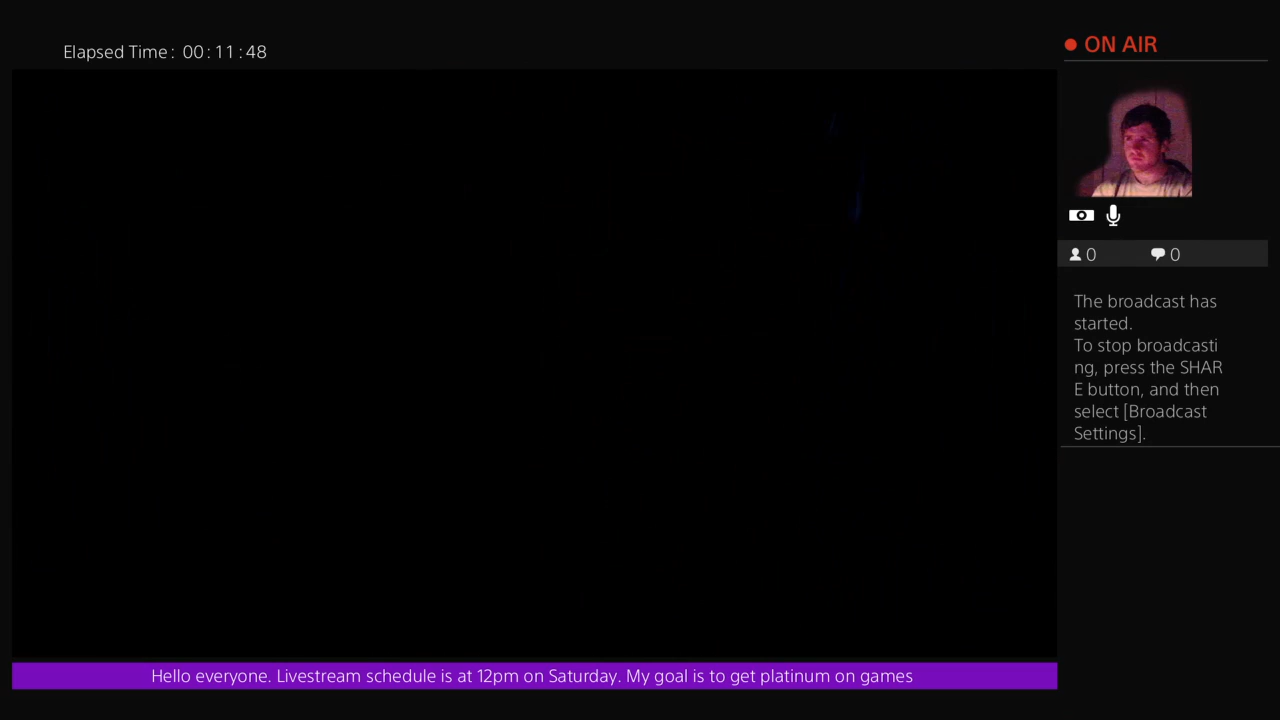 Elapsed Time: 00:11:48
ON AIR
0 0
The broadcast has
started.
To stop broadcasti
ng, press the SHAR
E button, and then
select [Broadcast
Settings].
Hello everyone. Livestream schedule is at 12pm on Saturday. My goal is to get platinum on games